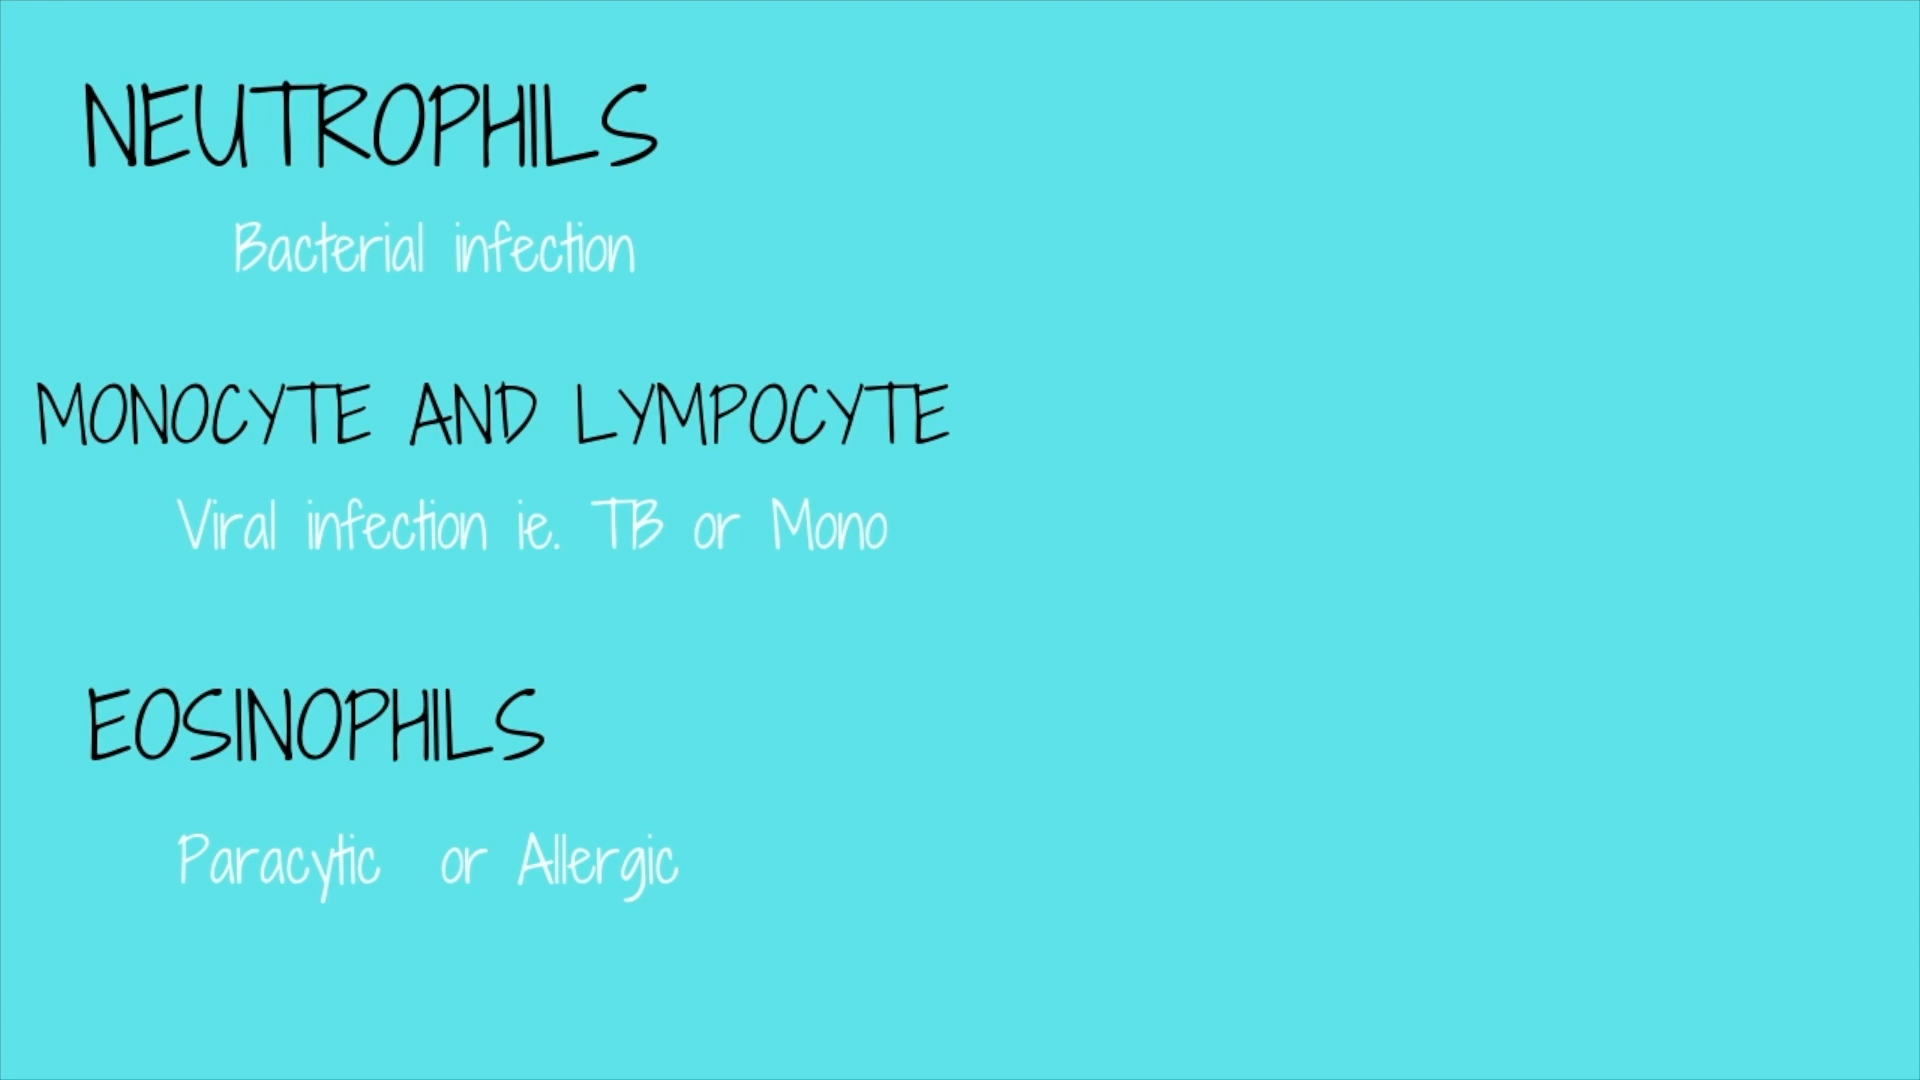 NEUTROPHILS
Bacterial infection
MONOCYTE AND LYMPOCYTE
Viral infection ie. TB or Mono
EOSINOPHILS
Paracytic or Allergic